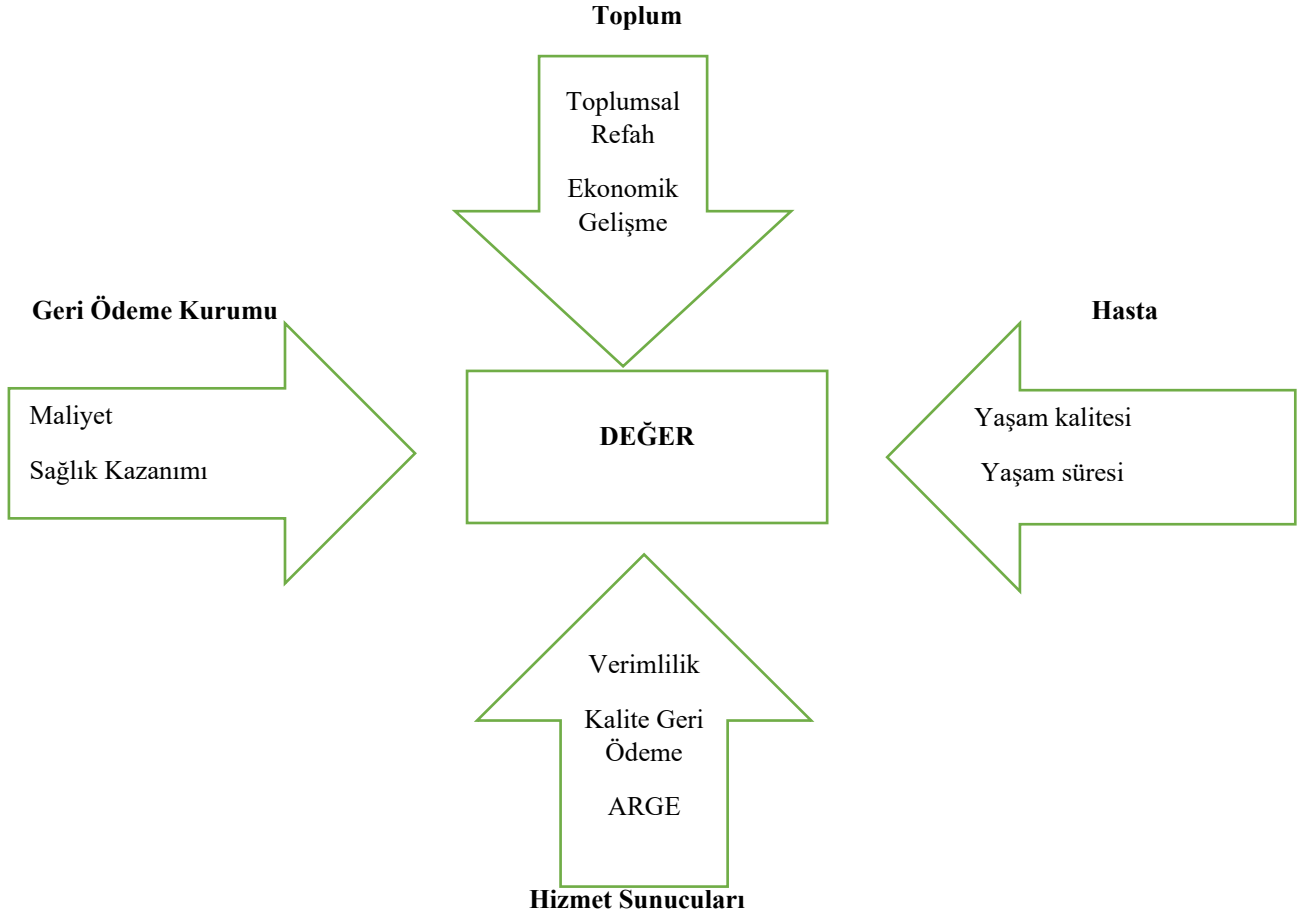 Toplum
Toplumsal
Refah
Ekonomik
Gelişme
Geri Ödeme Kurumu
Maliyet
Sağlık Kazanımı
DEĞER
Hasta
Yaşam kalitesi
Yaşam süresi
Verimlilik
Kalite Geri
Ödeme
ARGE
Hizmet Sunucuları